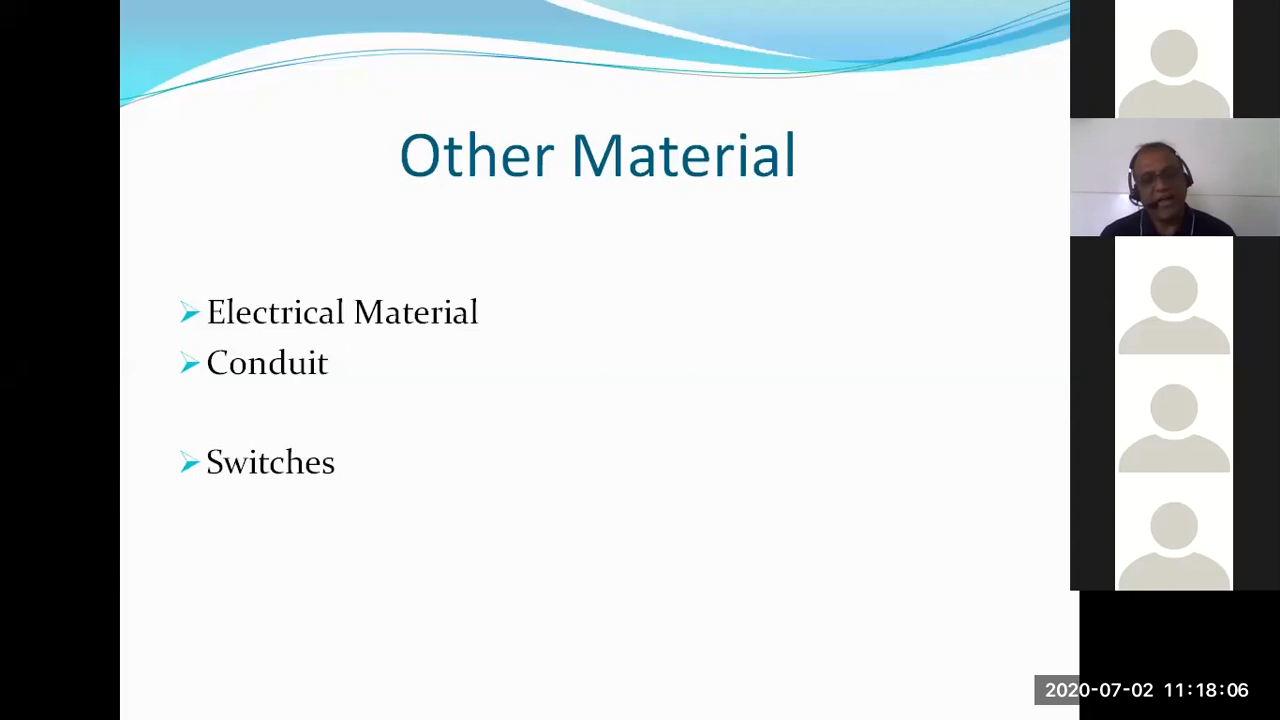 Other Material
Electrical Material
Conduit
Switches
2020-07-02 11:18:06